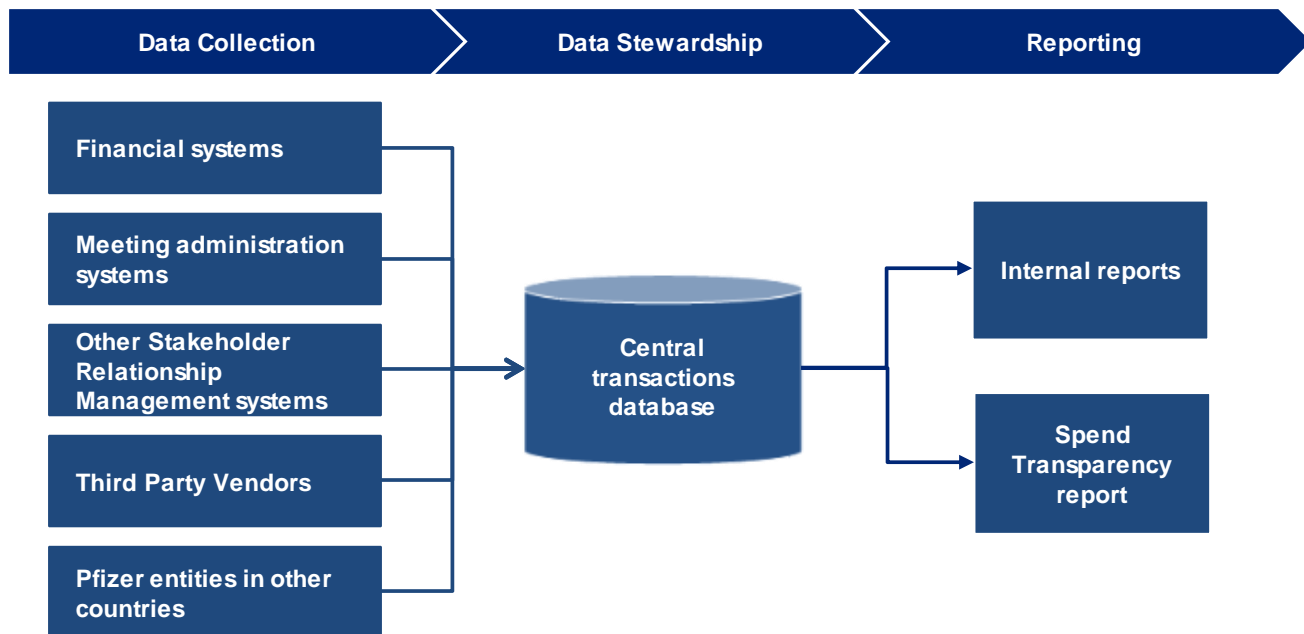 Data Collection
Data Stewardship
Reporting
Financial systems
Meeting administration
systems
Other Stakeholder
Relationship
Management systems
Third Party Vendors
Pfizer entities in other
countries
Central
transactions
database
Internal reports
Spend
Transparency
report